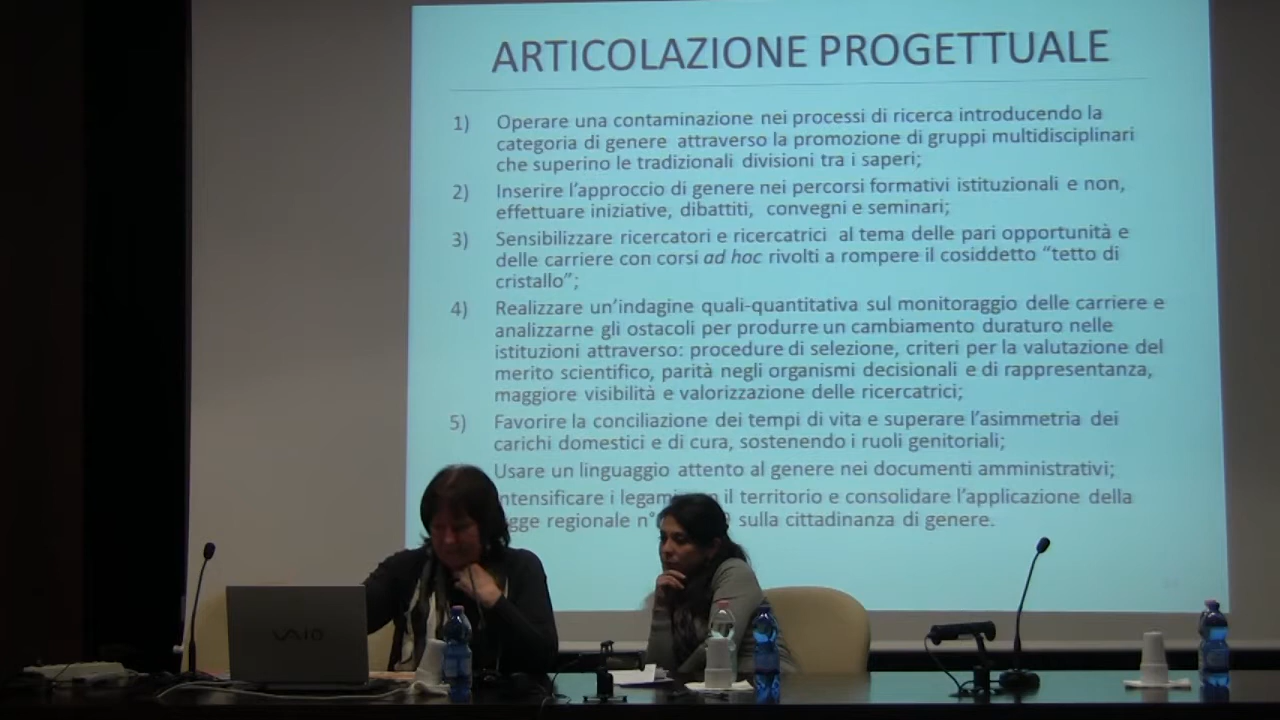 ARTICOLAZIONE PROGETTUALE
1) Operare una contaminazione nei processi di ricerca introducendo la
categoria di genere attraverso la promozione di gruppi multidisciplinari
che superino le tradizionali divisioni tra i saperi;
2) Inserire l'approccio di genere nei percorsi formativi istituzionali e non,
effettuare iniziative, dibattiti, convegni e seminari;
3) Sensibilizzare ricercatori e ricercatrici al tema delle pari opportunità e
delle carriere con corsi ad hoc rivolti a rompere il cosiddetto “tetto di
cristallo”;
4) Realizzare un'indagine quali-quantitativa sul monitoraggio delle carriere e
analizzarne gli ostacoli per produrre un cambiamento duraturo nelle
istituzioni attraverso: procedure di selezione, criteri per la valutazione del
merito scientifico, parità negli organismi decisionali e di rappresentanza,
maggiore visibilità e valorizzazione delle ricercatrici;
5) Favorire la conciliazione dei tempi di vita e superare l'asimmetria dei
carichi domestici e di cura, sostenendo i ruoli genitoriali;
Usare un linguaggio attento al genere nei documenti amministrativi;
ntensificare i legami il territorio e consolidare l'applicazione della
gge regionale n° sulla cittadinanza di genere.
VAIO